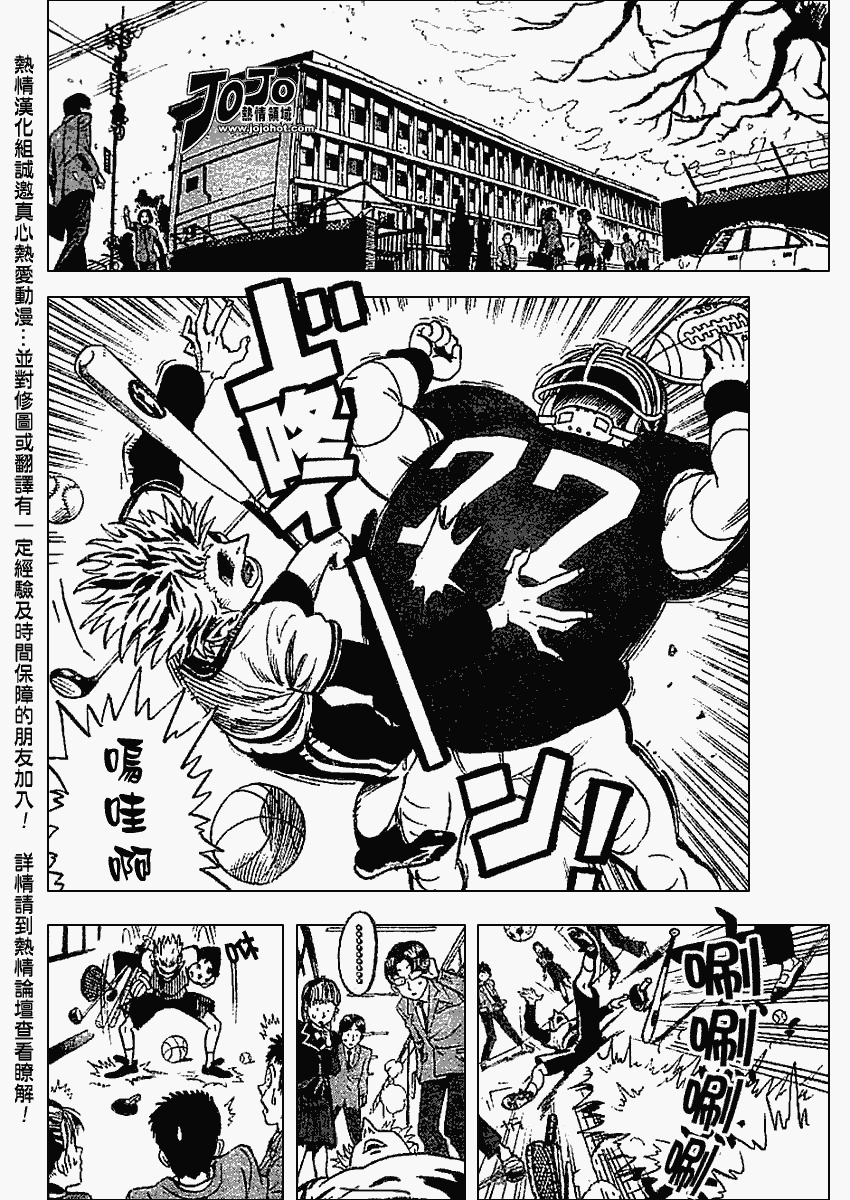 熱情漢化組誠邀真心熱愛動漫…並對修圖或翻譯有一定經驗及時間保障的朋友加入！ 詳情請到熱情論壇查看瞭解！
JOJO
熱情領域
www.jojohot.com
ドーン!
咚
77
嗚哇啊
唰
唰
唰
唰
………